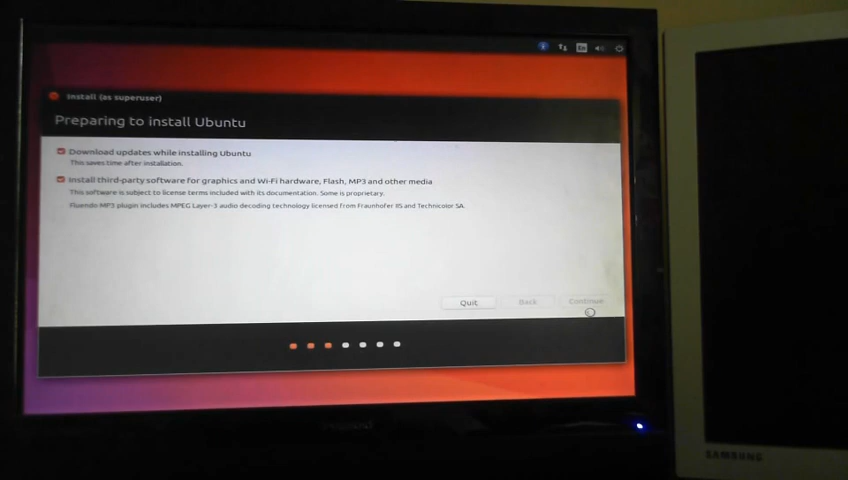 En
Install (as superuser)
Preparing to install Ubuntu
Download updates while installing Ubuntu
This saves time after installation.
Install third-party software for graphics and Wi-Fi hardware, Flash, MP3 and other media
This software is subject to license terms included with its documentation. Some is proprietary.
Fluendo MP3 plugin includes MPEG Layer-3 audio decoding technology licensed from Fraunhofer IIS and Technicolor SA.
Quit
Back
Continue
SAMSUNG